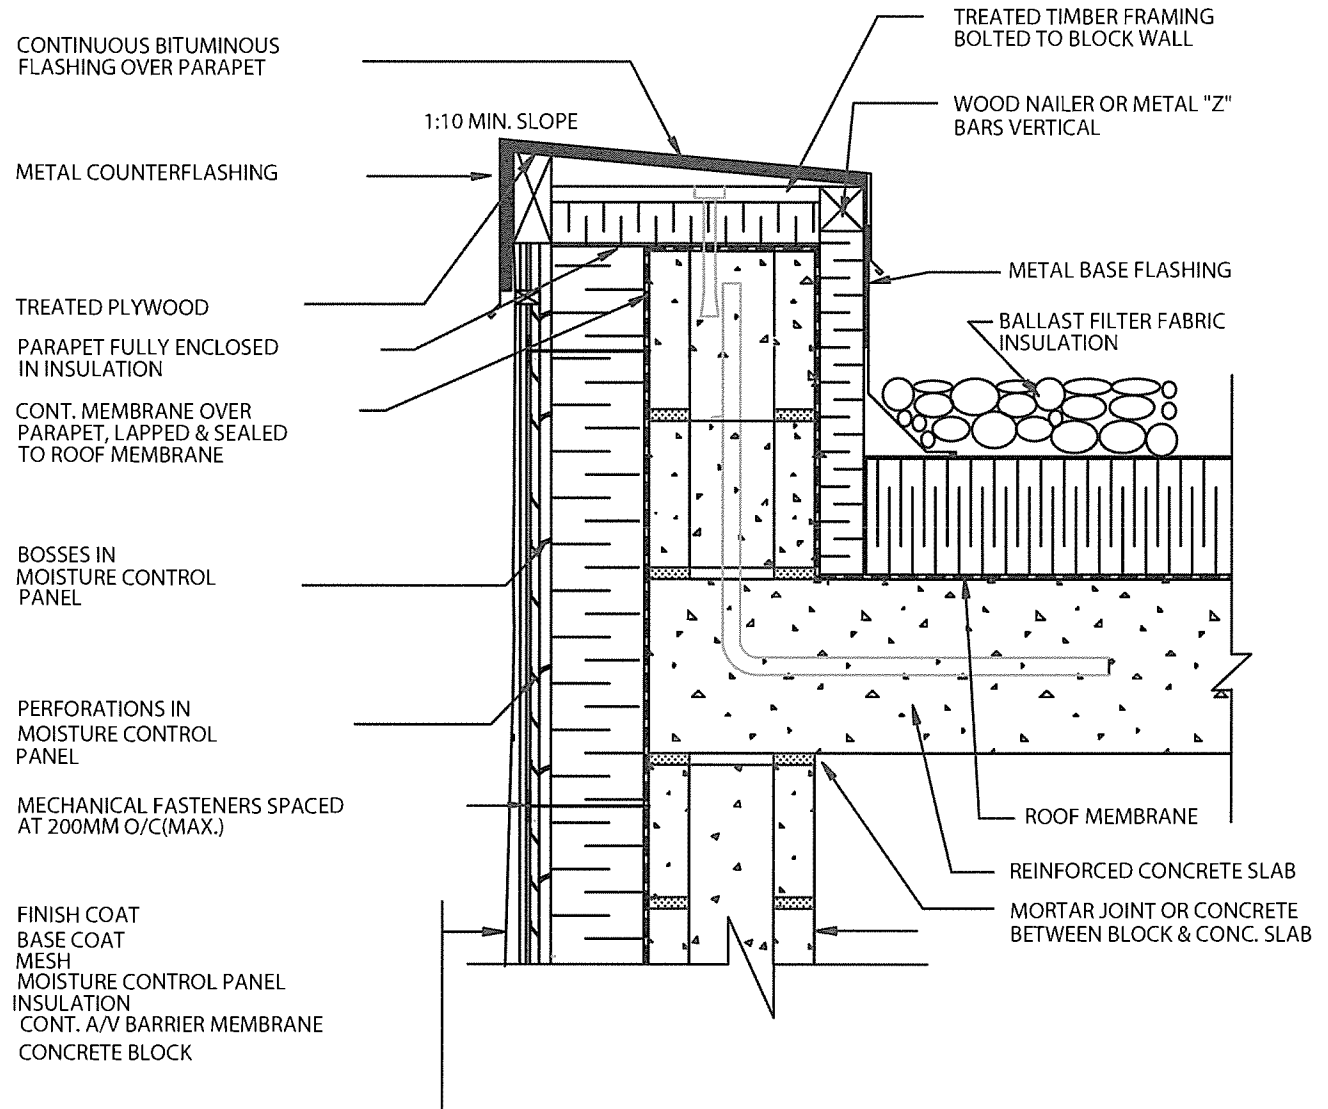 CONTINUOUS BITUMINOUS
FLASHING OVER PARAPET
1:10 MIN. SLOPE
METAL COUNTERFLASHING
TREATED PLYWOOD
PARAPET FULLY ENCLOSED
IN INSULATION
CONT. MEMBRANE OVER
PARAPET, LAPPED & SEALED
TO ROOF MEMBRANE
BOSSES IN
MOISTURE CONTROL
PANEL
PERFORATIONS IN
MOISTURE CONTROL
PANEL
MECHANICAL FASTENERS SPACED
AT 200MM O/C(MAX.)
FINISH COAT
BASE COAT
MESH
MOISTURE CONTROL PANEL
INSULATION
CONT. A/V BARRIER MEMBRANE
CONCRETE BLOCK
TREATED TIMBER FRAMING
BOLTED TO BLOCK WALL
WOOD NAILER OR METAL "Z"
BARS VERTICAL
METAL BASE FLASHING
BALLAST FILTER FABRIC
INSULATION
ROOF MEMBRANE
REINFORCED CONCRETE SLAB
MORTAR JOINT OR CONCRETE
BETWEEN BLOCK & CONC. SLAB